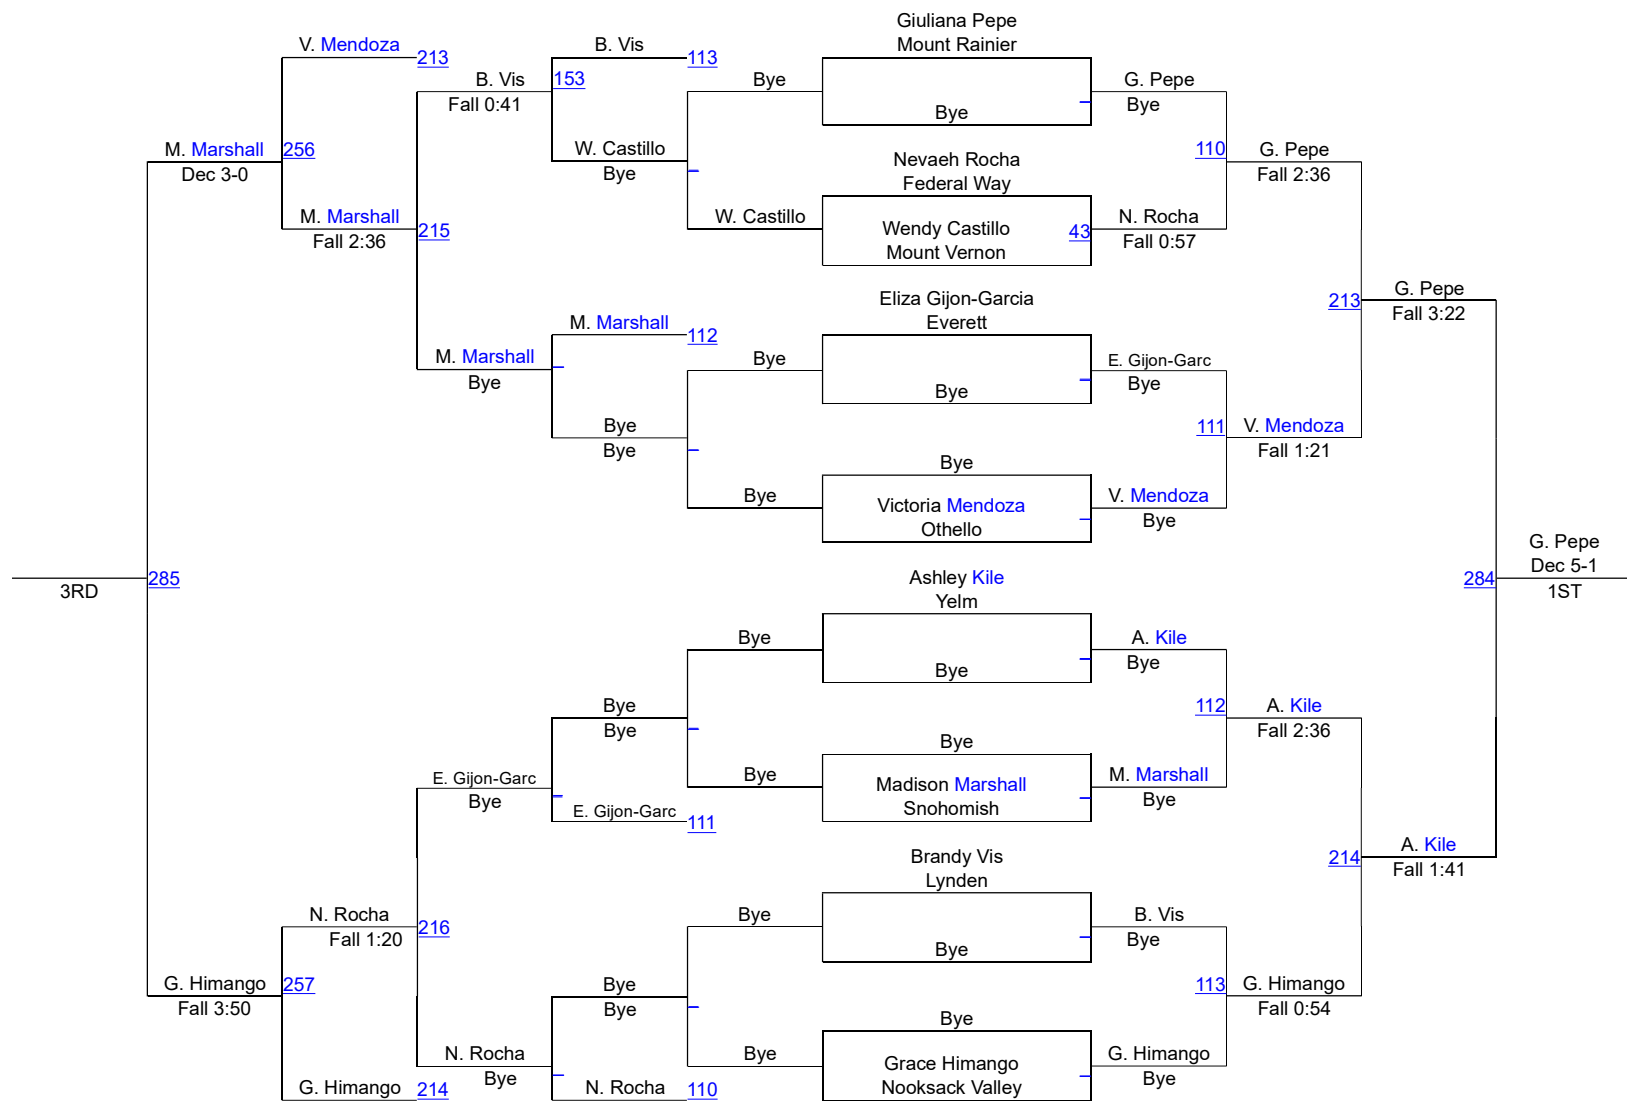 Giuliana Pepe
Mount Rainier
V. Mendoza
213
B. Vis
113
B. Vis
Fall 0:41
153
Bye
Bye
G. Pepe
Bye
M. Marshall
Dec 3-0
256
W. Castillo
Bye
Nevaeh Rocha
Federal Way
110
G. Pepe
Fall 2:36
M. Marshall
Fall 2:36
215
W. Castillo
Wendy Castillo
Mount Vernon
43
N. Rocha
Fall 0:57
Eliza Gijon-Garcia
Everett
213
G. Pepe
Fall 3:22
M. Marshall
112
M. Marshall
Bye
Bye
Bye
E. Gijon-Garc
Bye
Bye
Bye
111
V. Mendoza
Fall 1:21
Bye
Bye
Victoria Mendoza
Othello
V. Mendoza
Bye
3RD
285
Ashley Kile
Yelm
284
G. Pepe
Dec 5-1
1ST
Bye
Bye
A. Kile
Bye
Bye
Bye
112
A. Kile
Fall 2:36
Bye
E. Gijon-Garc
Bye
Bye
Madison Marshall
Snohomish
M. Marshall
Bye
E. Gijon-Garc
111
Brandy Vis
Lynden
214
A. Kile
Fall 1:41
N. Rocha
Fall 1:20
216
Bye
Bye
B. Vis
Bye
G. Himango
Fall 3:50
257
Bye
Bye
113
G. Himango
Fall 0:54
Bye
N. Rocha
Bye
Bye
Grace Himango
Nooksack Valley
G. Himango
Bye
G. Himango
214
N. Rocha
110